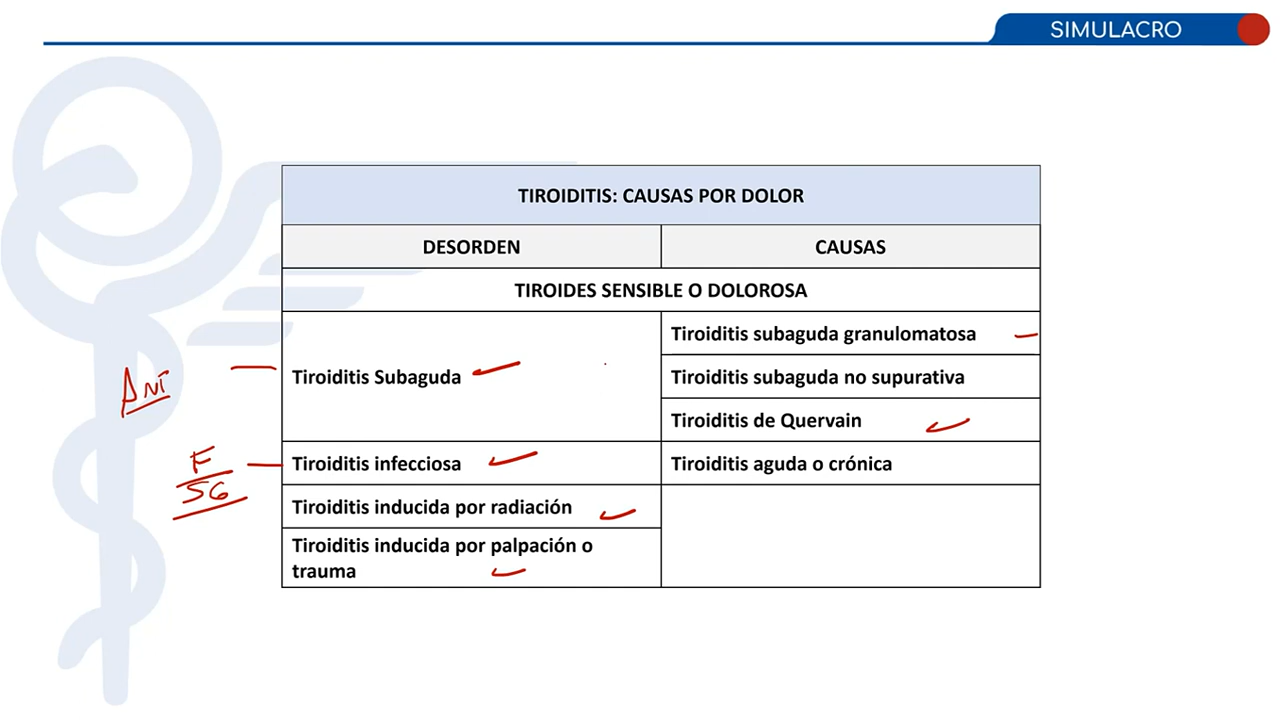 SIMULACRO
TIROIDITIS: CAUSAS POR DOLOR
DESORDEN CAUSAS
TIROIDES SENSIBLE O DOLOROSA
Tiroiditis Subaguda
Tiroiditis subaguda granulomatosa
Tiroiditis subaguda no supurativa
Tiroiditis de Quervain
Tiroiditis infecciosa
Tiroiditis aguda o crónica
Tiroiditis inducida por radiación
Tiroiditis inducida por palpación o
trauma
F